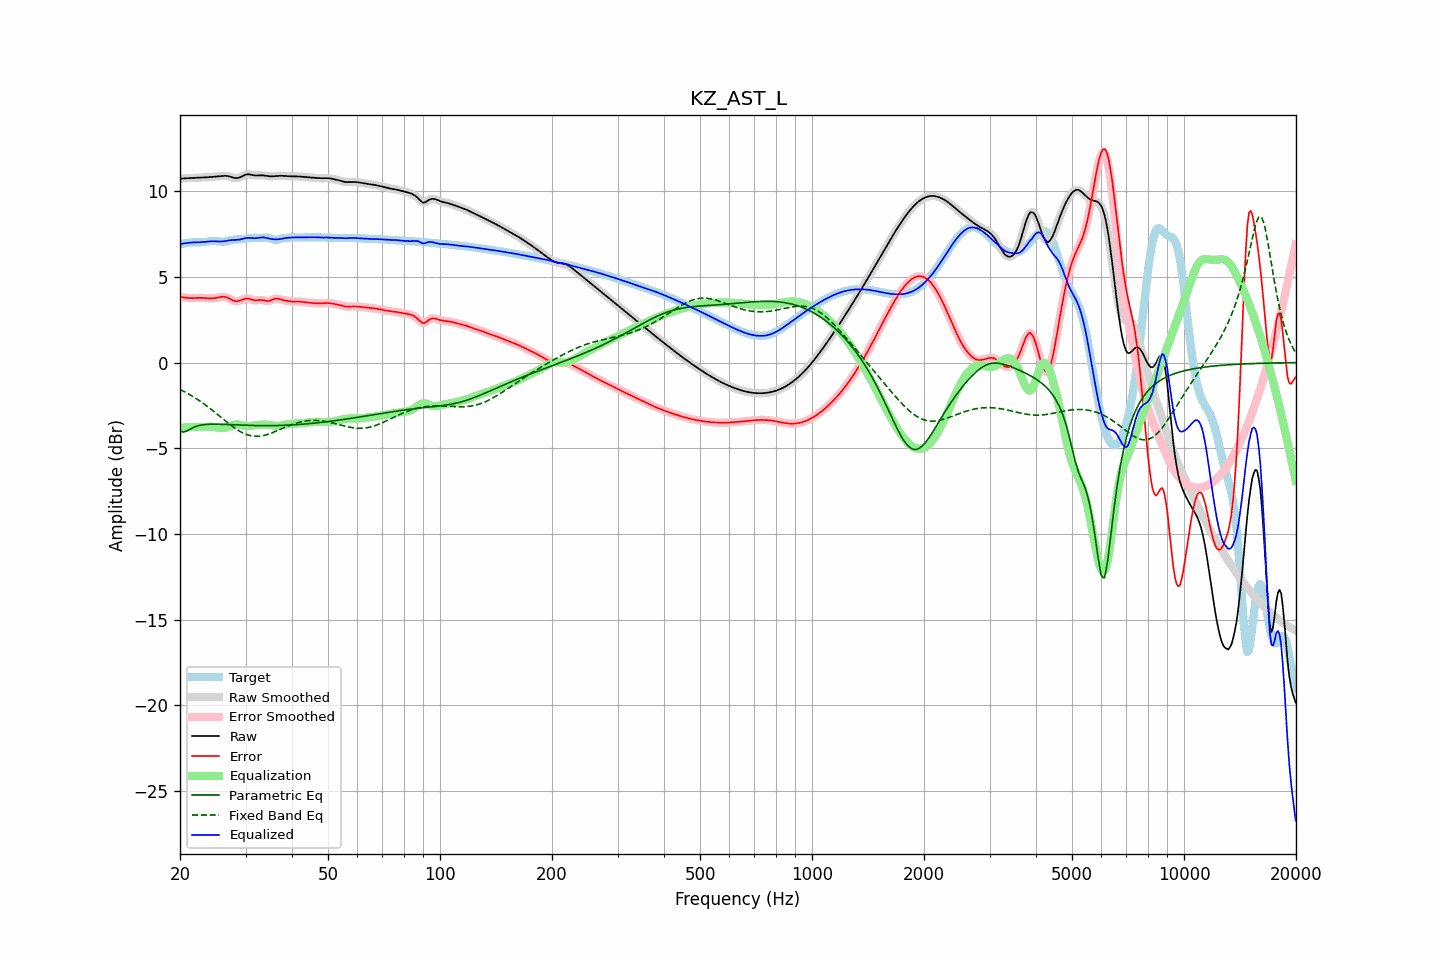 KZ_AST_L
Amplitude (dBr)
10
5
0
−5
−10
−15
−20
−25
Target
Raw Smoothed
Error Smoothed
Raw
Error
Equalization
Parametric Eq
Fixed Band Eq
Equalized
20 50 100 200 500 1000 2000 5000 10000 20000
Frequency (Hz)